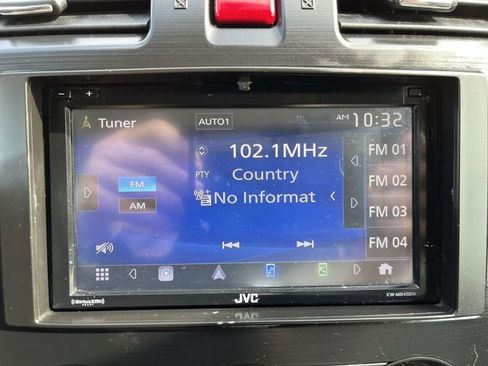 Tuner AUTO1 TEL AM 10:32
102.1MHz FM 01
PTY Country FM 02
FM No Informat
AM FM 03
FM 04
SiriusXM JVC